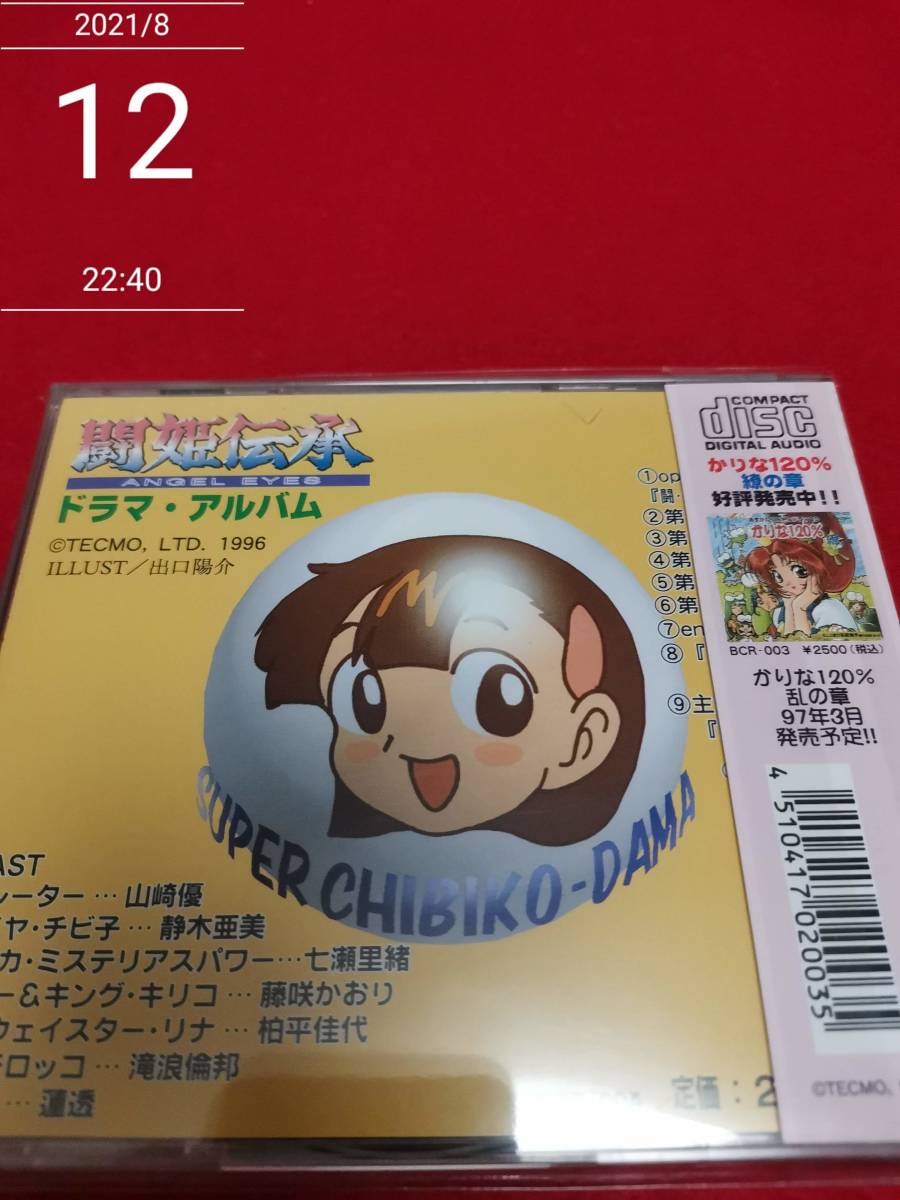 2021/8
12
22:40
闘姫伝承
ANGEL EYES
ドラマ・アルバム
©TECMO, LTD. 1996
ILLUST／出口陽介
SUPER CHIBIKO-DAMA
①op
『闘・
②第
③第
④第
⑤第
⑥第
⑦en
⑧『
⑨主
『
AST
レーター … 山崎優
イヤ・チビ子 … 静木亜美
カ・ミステリアスパワー … 七瀬里緒
ー＆キング・キリコ … 藤咲かおり
ウェイスター・リナ … 柏平佳代
ロッコ … 滝浪倫邦
… 蓮透
定価：2
COMPACT
disc
DIGITAL AUDIO
かりな120%
繚の章
好評発売中!!
かりな120%
BCR-003 ¥2500(税込)
かりな120%
乱の章
97年3月
発売予定!!
4 510417 020035
©TECMO,